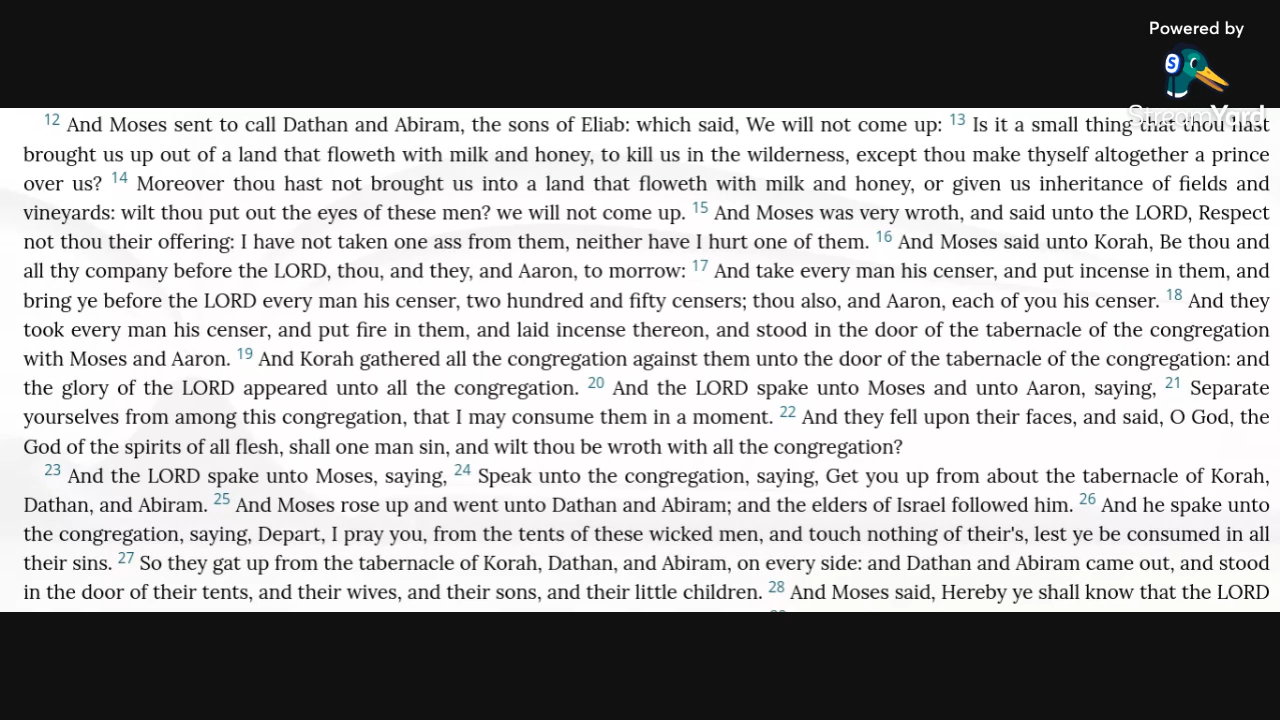 Powered by
StreamYard
12 And Moses sent to call Dathan and Abiram, the sons of Eliab: which said, We will not come up: 13 Is it a small thing that thou hast
brought us up out of a land that floweth with milk and honey, to kill us in the wilderness, except thou make thyself altogether a prince
over us? 14 Moreover thou hast not brought us into a land that floweth with milk and honey, or given us inheritance of fields and
vineyards: wilt thou put out the eyes of these men? we will not come up. 15 And Moses was very wroth, and said unto the LORD, Respect
not thou their offering: I have not taken one ass from them, neither have I hurt one of them. 16 And Moses said unto Korah, Be thou and
all thy company before the LORD, thou, and they, and Aaron, to morrow: 17 And take every man his censer, and put incense in them, and
bring ye before the LORD every man his censer, two hundred and fifty censers; thou also, and Aaron, each of you his censer. 18 And they
took every man his censer, and put fire in them, and laid incense thereon, and stood in the door of the tabernacle of the congregation
with Moses and Aaron. 19 And Korah gathered all the congregation against them unto the door of the tabernacle of the congregation: and
the glory of the LORD appeared unto all the congregation. 20 And the LORD spake unto Moses and unto Aaron, saying, 21 Separate
yourselves from among this congregation, that I may consume them in a moment. 22 And they fell upon their faces, and said, O God, the
God of the spirits of all flesh, shall one man sin, and wilt thou be wroth with all the congregation?
23 And the LORD spake unto Moses, saying, 24 Speak unto the congregation, saying, Get you up from about the tabernacle of Korah,
Dathan, and Abiram. 25 And Moses rose up and went unto Dathan and Abiram; and the elders of Israel followed him. 26 And he spake unto
the congregation, saying, Depart, I pray you, from the tents of these wicked men, and touch nothing of their's, lest ye be consumed in all
their sins. 27 So they gat up from the tabernacle of Korah, Dathan, and Abiram, on every side: and Dathan and Abiram came out, and stood
in the door of their tents, and their wives, and their sons, and their little children. 28 And Moses said, Hereby ye shall know that the LORD